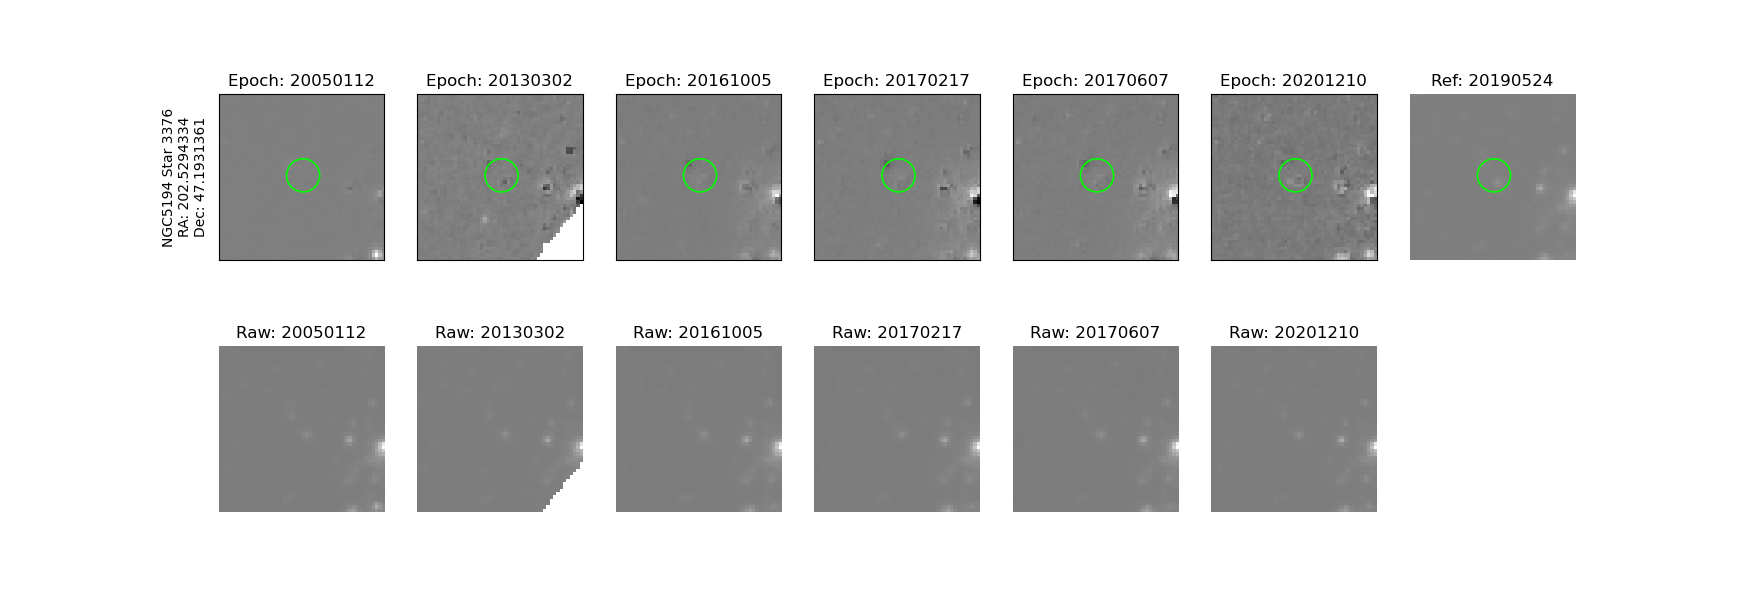 Epoch: 20050112
Epoch: 20130302
Epoch: 20161005
Epoch: 20170217
Epoch: 20170607
Epoch: 20201210
Ref: 20190524
NGC5194 Star 3376
RA: 202.5294334
Dec: 47.1931361
Raw: 20050112
Raw: 20130302
Raw: 20161005
Raw: 20170217
Raw: 20170607
Raw: 20201210